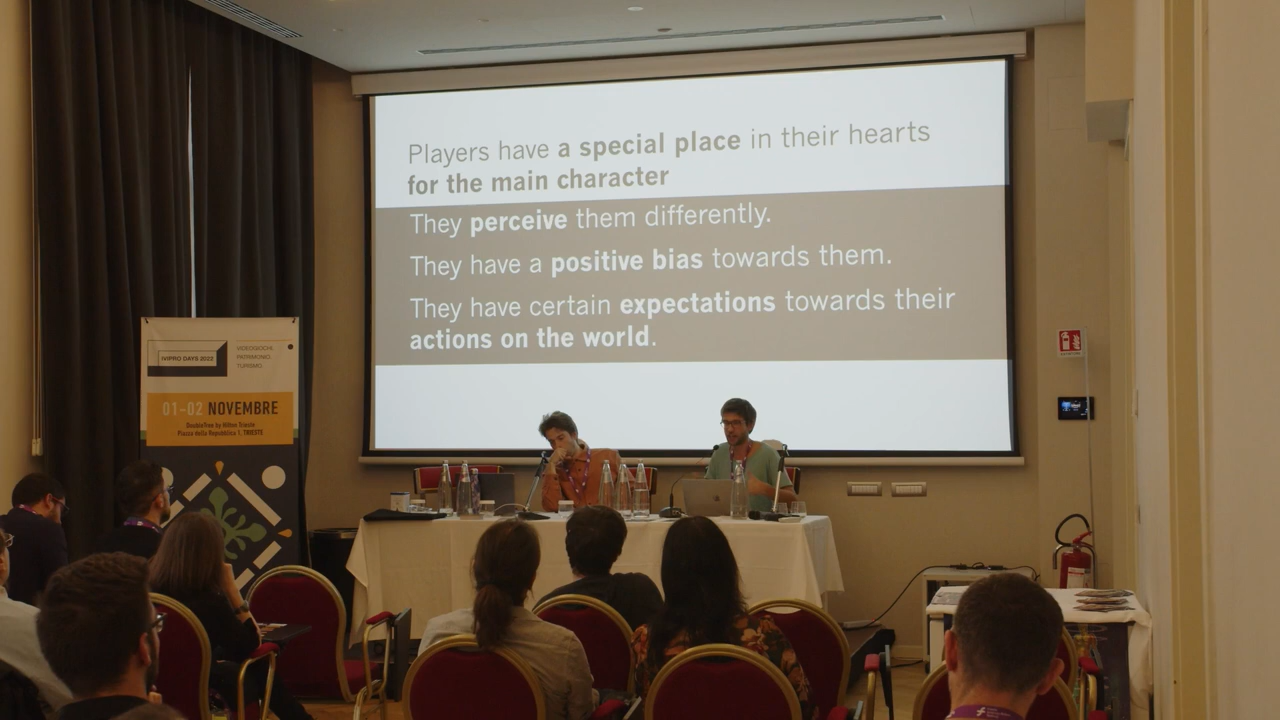 Players have a special place in their hearts
for the main character
They perceive them differently.
They have a positive bias towards them.
They have certain expectations towards their
actions on the world.
IVIPRO DAYS 2022
VIDEOGIOCHI,
PATRIMONIO,
TURISMO
01-02 NOVEMBRE
DoubleTree by Hilton Trieste
Piazza della Repubblica 1, TRIESTE